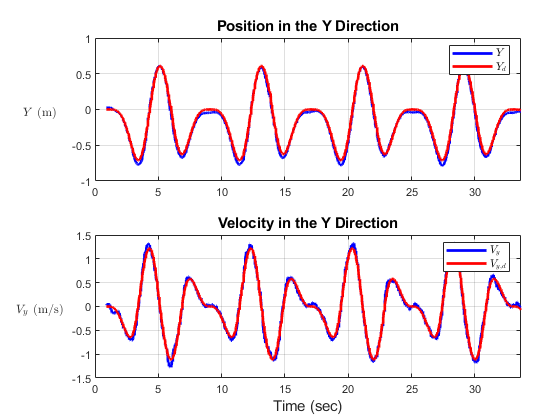 Position in the Y Direction
1
0.5
0
-0.5
-1
Y (m)
Y
Y_d
0 5 10 15 20 25 30
Velocity in the Y Direction
1.5
1
0.5
0
-0.5
-1
-1.5
V_y (m/s)
V_y
V_{y,d}
0 5 10 15 20 25 30
Time (sec)